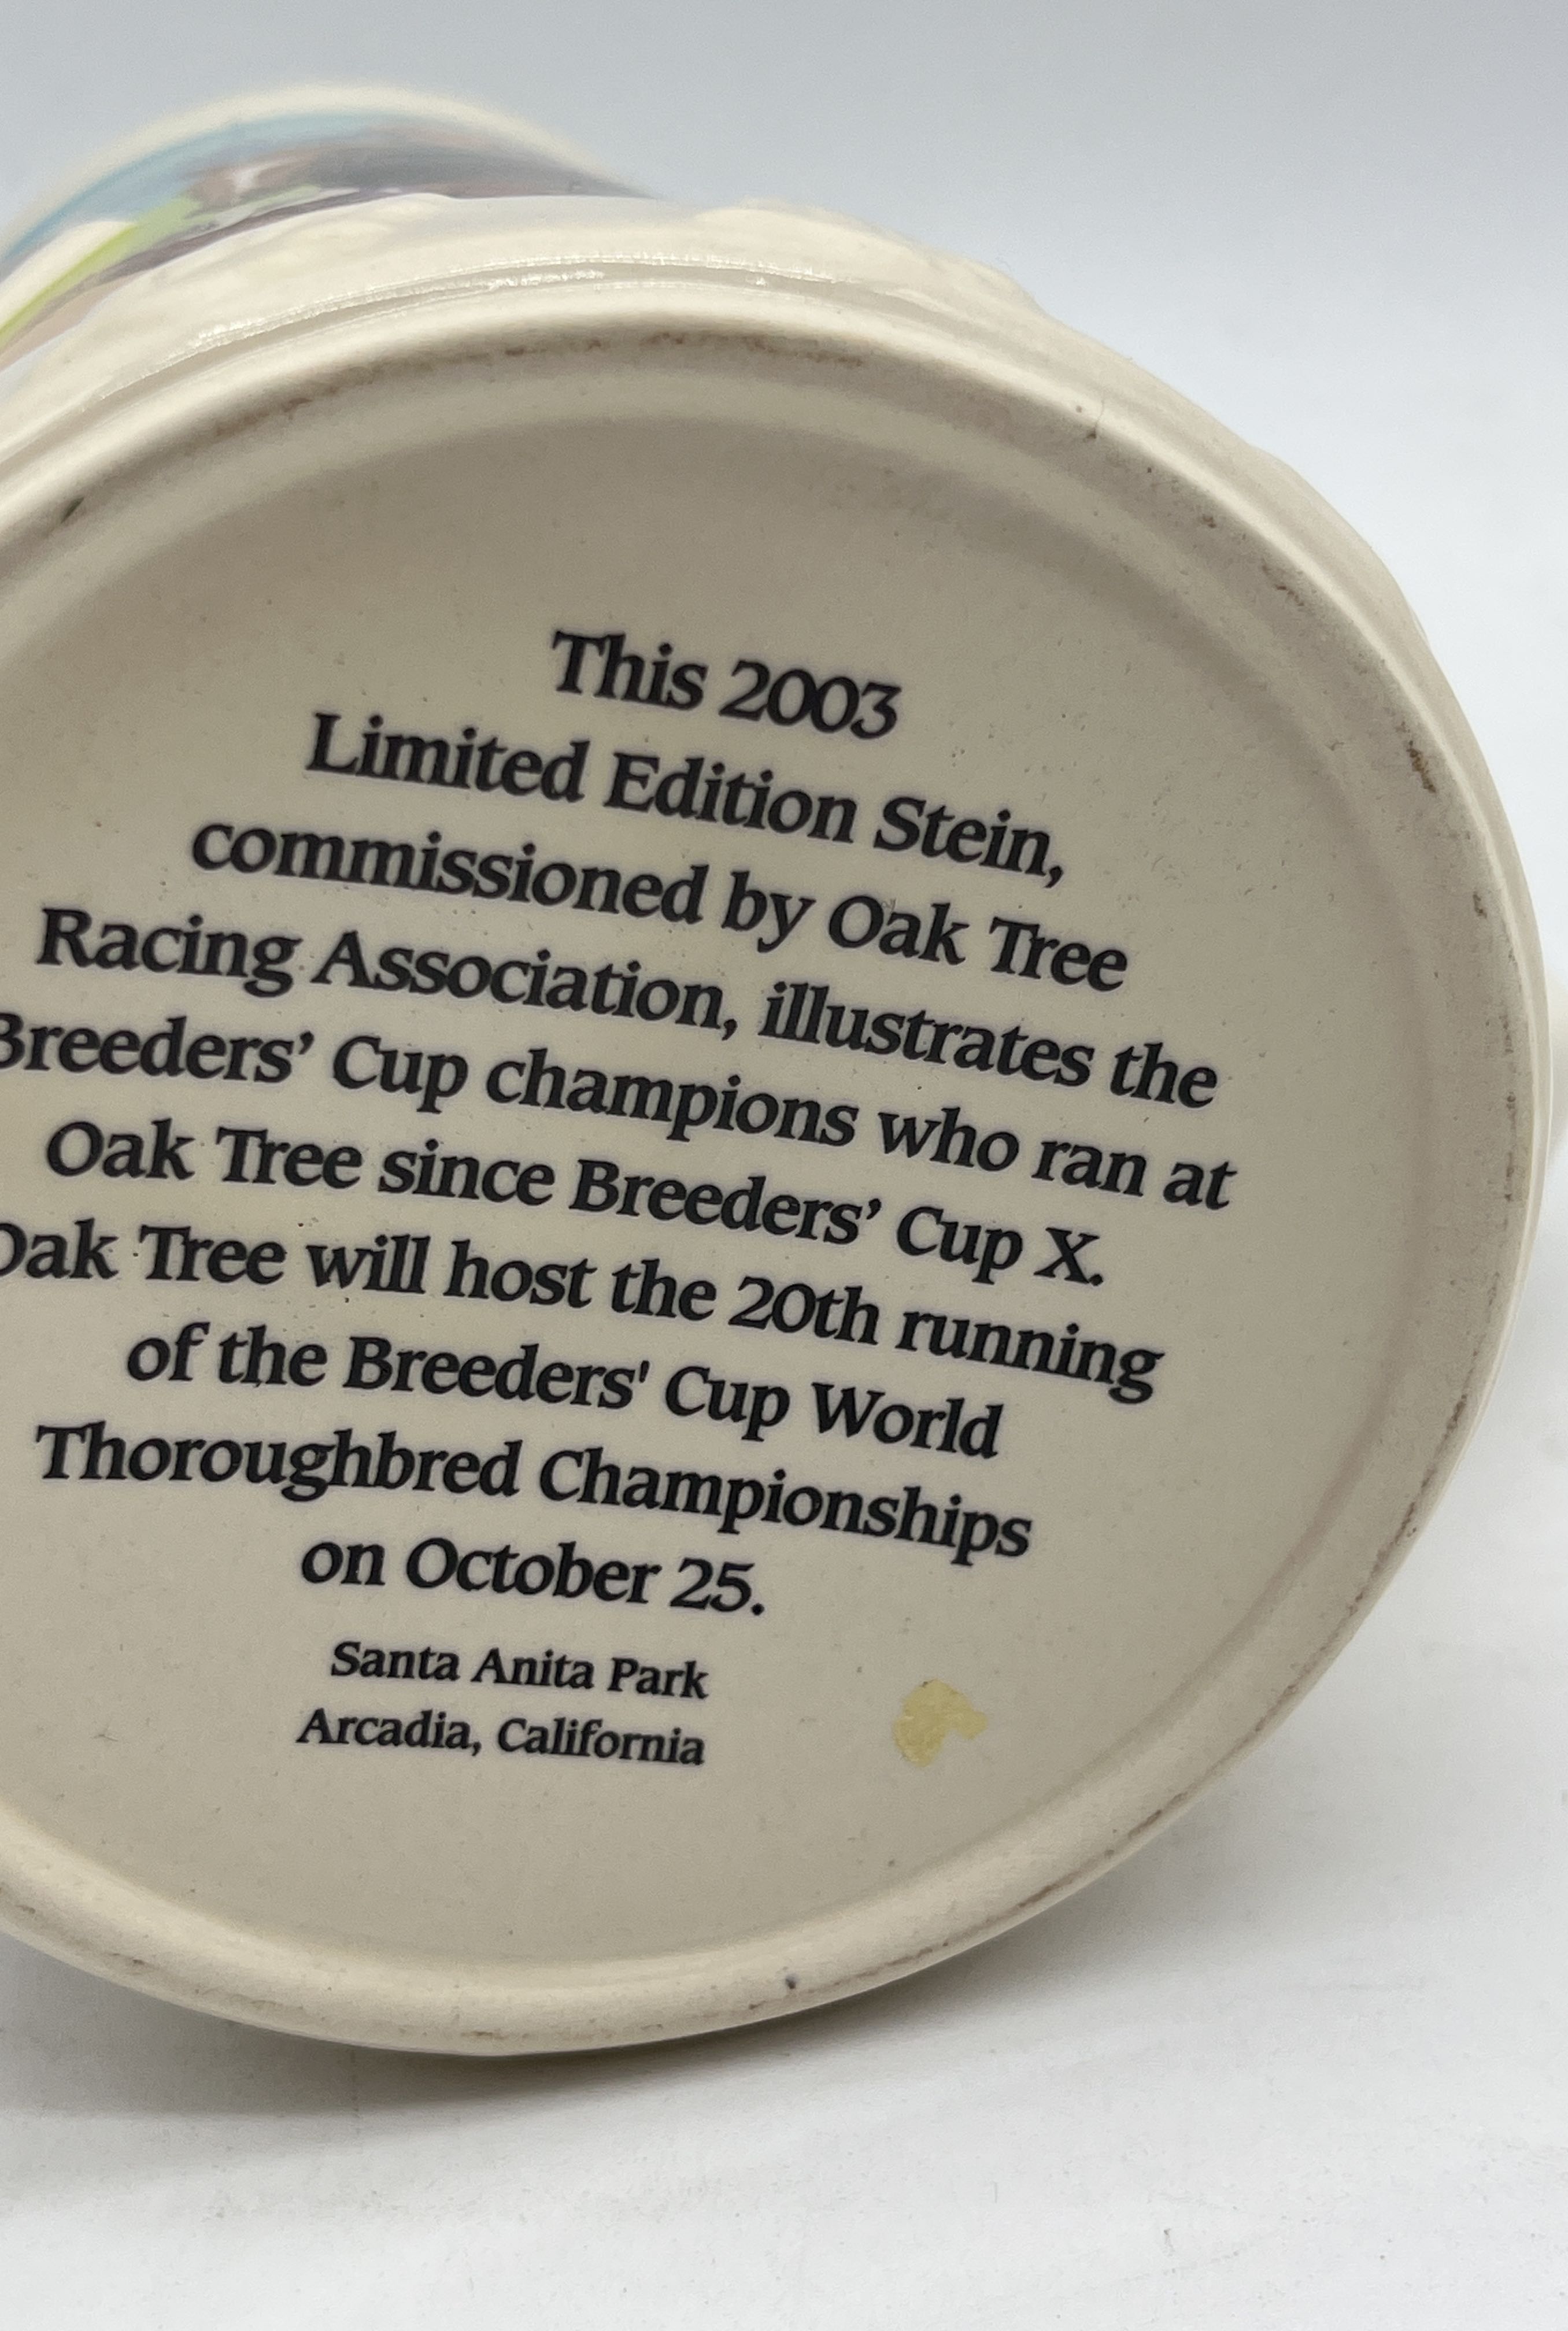 This 2003
Limited Edition Stein,
commissioned by Oak Tree
Racing Association, illustrates the
Breeders’ Cup champions who ran at
Oak Tree since Breeders’ Cup X.
Oak Tree will host the 20th running
of the Breeders' Cup World
Thoroughbred Championships
on October 25.
Santa Anita Park
Arcadia, California